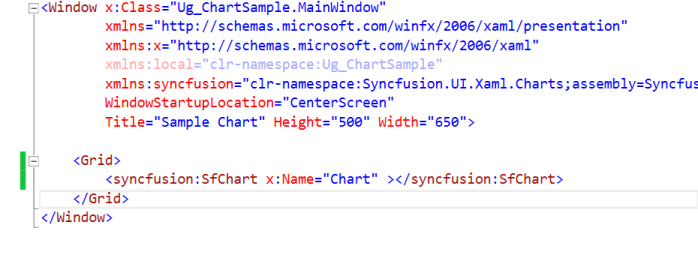 <Window x:Class="Ug_ChartSample.MainWindow"
xmlns="http://schemas.microsoft.com/winfx/2006/xaml/presentation"
xmlns:x="http://schemas.microsoft.com/winfx/2006/xaml"
xmlns:local="clr-namespace:Ug_ChartSample"
xmlns:syncfusion="clr-namespace:Syncfusion.UI.Xaml.Charts;assembly=Syncfus
WindowStartupLocation="CenterScreen"
Title="Sample Chart" Height="500" Width="650">
<Grid>
<syncfusion:SfChart x:Name="Chart" ></syncfusion:SfChart>
</Grid>
</Window>